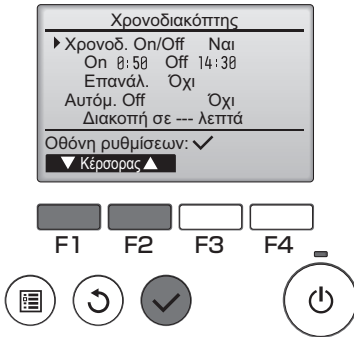 Χρονοδιακόπτης
Χρονοδ. On/Off Ναι
On 8:50 Off 14:30
Επανάλ. Όχι
Αυτόμ. Off Όχι
Διακοπή σε --- λεπτά
Οθόνη ρυθμίσεων: ✓
▼ Κέρσορας ▲
F1 F2 F3 F4